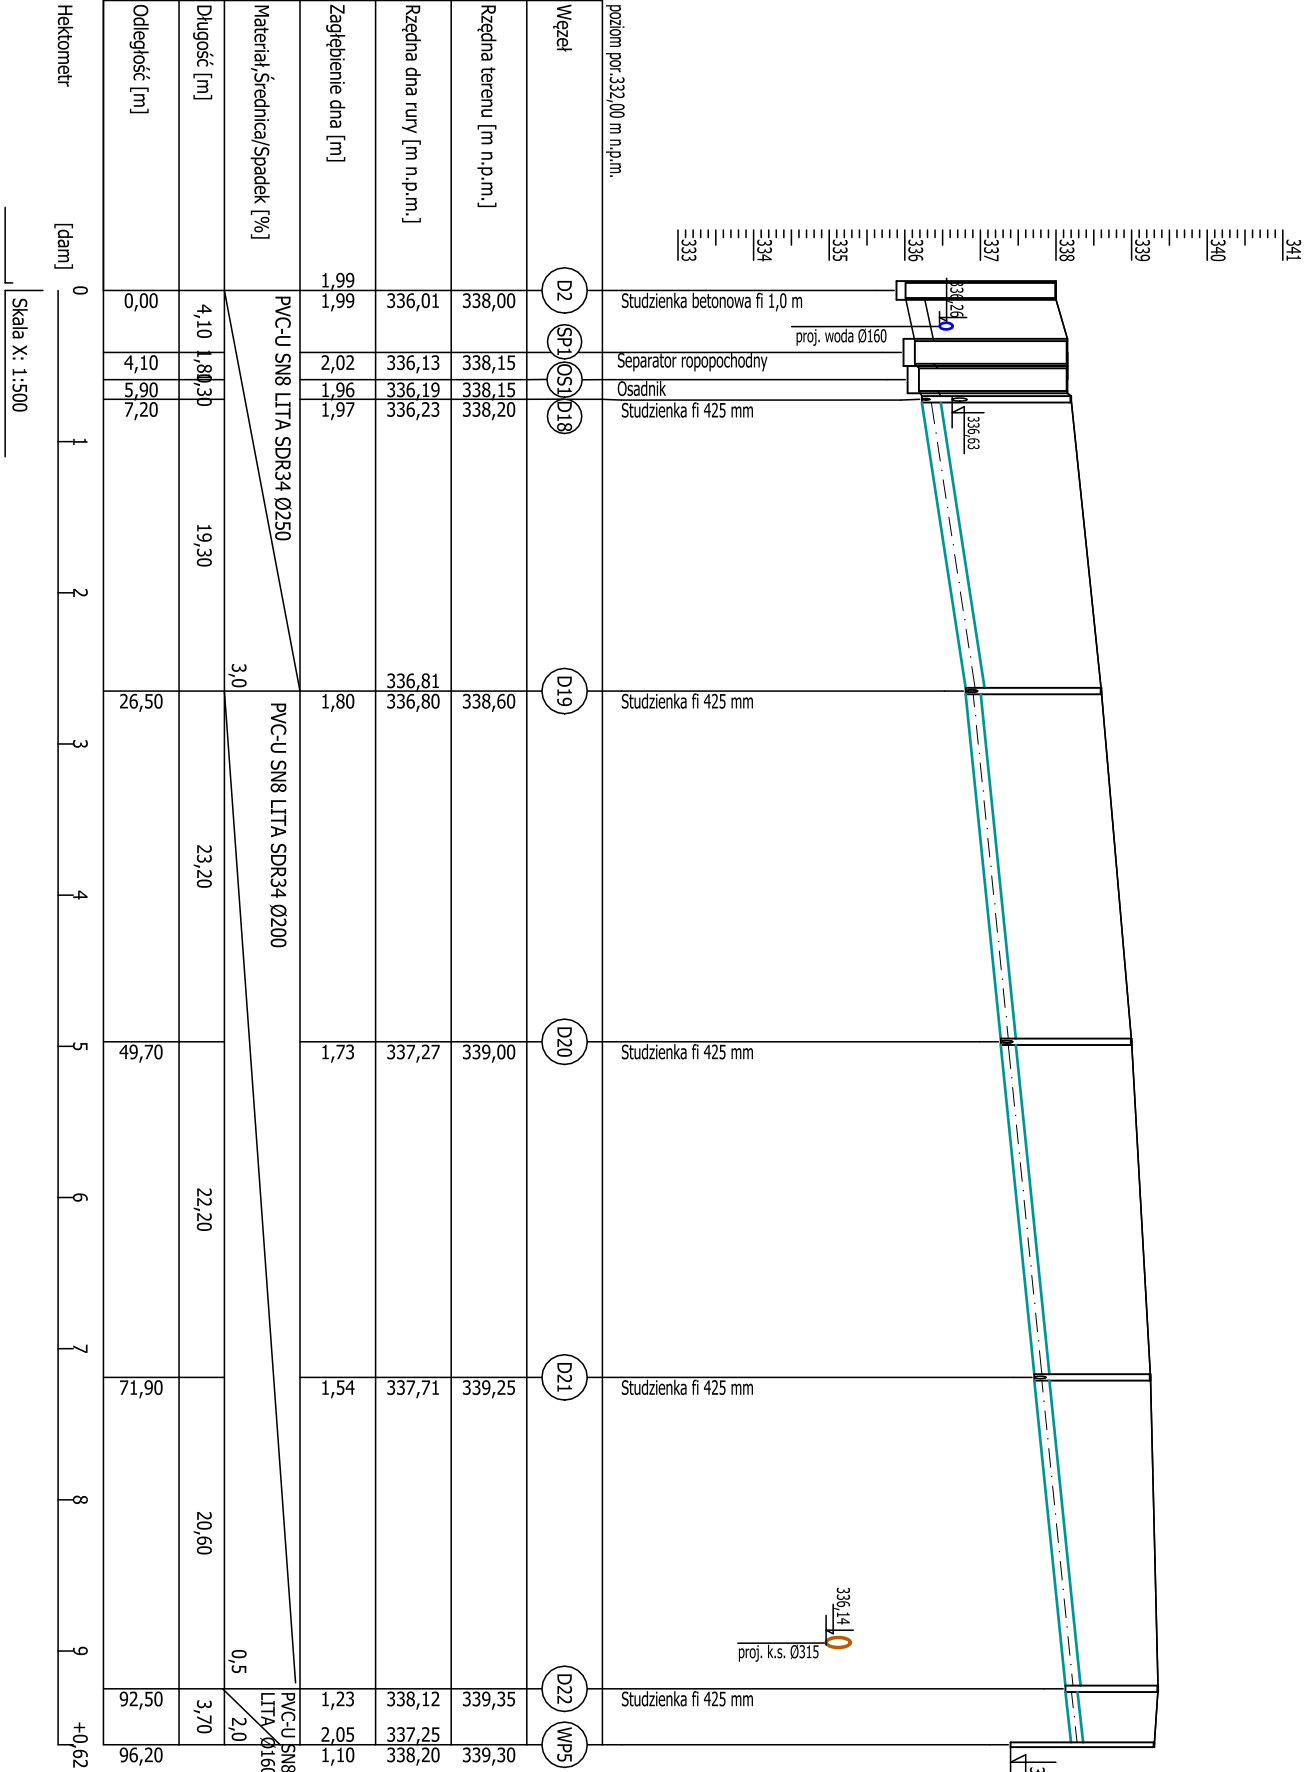 poziom por.332,00 m n.p.m.
333
334
335
336
337
338
339
340
341
Węzeł
D2
SP1
OS1
D18
D19
D20
D21
D22
WP5
Studzienka betonowa fi 1,0 m
Separator ropopochodny
Osadnik
Studzienka fi 425 mm
Studzienka fi 425 mm
Studzienka fi 425 mm
Studzienka fi 425 mm
Studzienka fi 425 mm
336,26
proj. woda Ø160
336,63
336,14
proj. k.s. Ø315
Rzędna terenu [m n.p.m.]
338,00
338,15
338,15
338,20
338,60
339,00
339,25
339,35
339,30
Rzędna dna rury [m n.p.m.]
336,01
336,13
336,19
336,23
336,81
336,80
337,27
337,71
338,12
337,25
338,20
Zagłębienie dna [m]
1,99
1,99
2,02
1,96
1,97
1,80
1,73
1,54
1,23
2,05
1,10
Materiał,Średnica/Spadek [%]
PVC-U SN8 LITA SDR34 Ø250
3,0
PVC-U SN8 LITA SDR34 Ø200
0,5
PVC-U SN8
LITA Ø160
2,0
Długość [m]
4,10
1,80
1,30
19,30
23,20
22,20
20,60
3,70
Odległość [m]
0,00
4,10
5,90
7,20
26,50
49,70
71,90
92,50
96,20
Hektometr
[dam]
0
1
2
3
4
5
6
7
8
9
+0,62
Skala X: 1:500